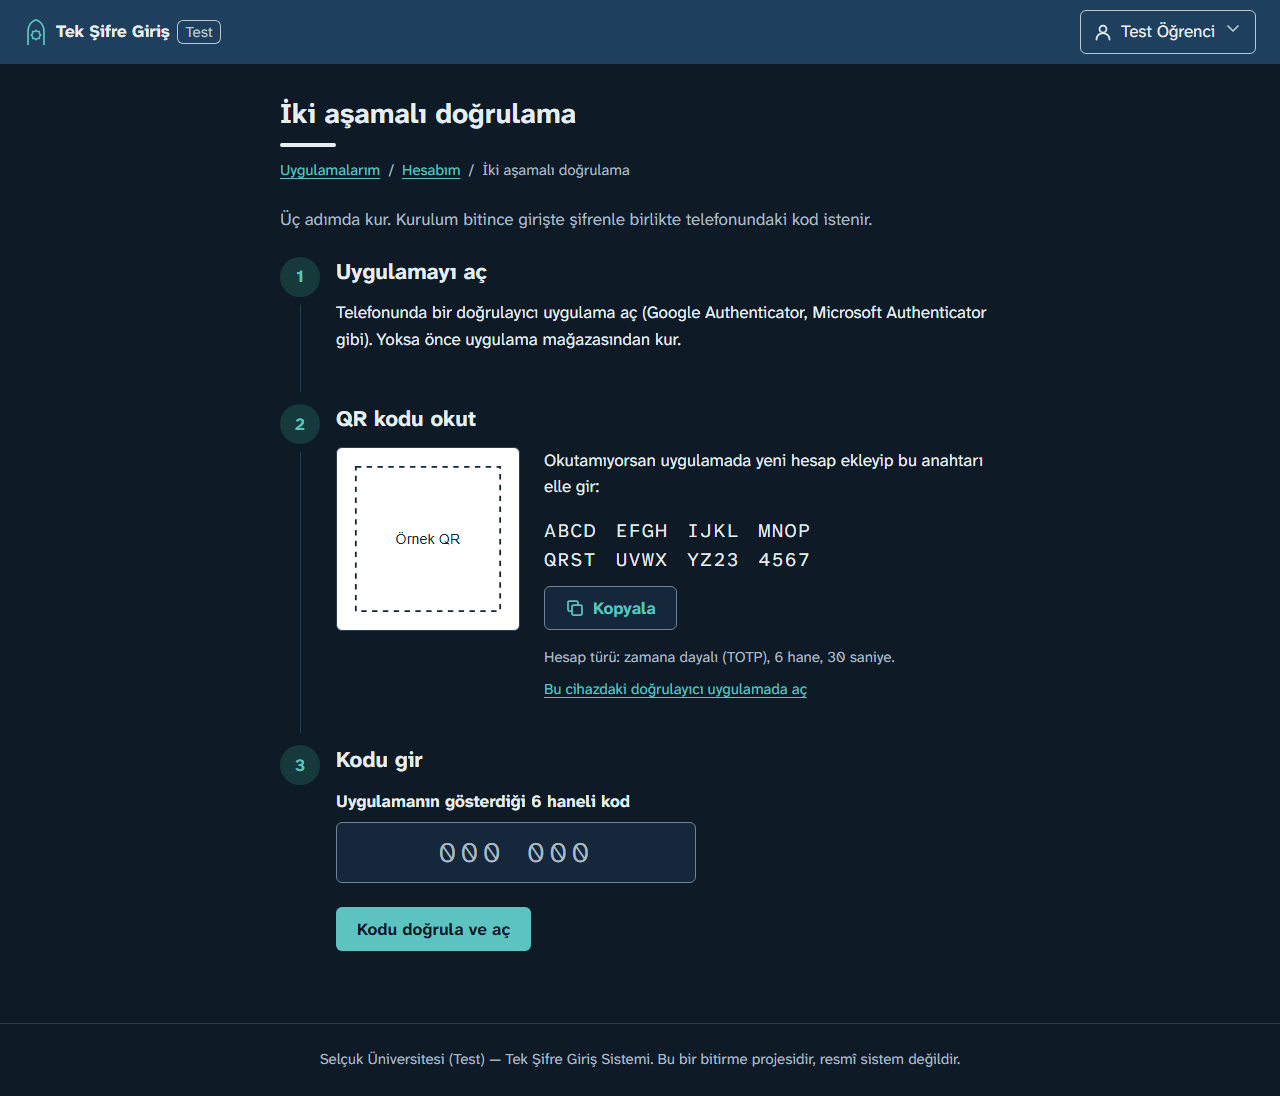 Tek Şifre Giriş Test
Test Öğrenci
İki aşamalı doğrulama
Uygulamalarım / Hesabım / İki aşamalı doğrulama
Üç adımda kur. Kurulum bitince girişte şifrenle birlikte telefonundaki kod istenir.
1 Uygulamayı aç
Telefonunda bir doğrulayıcı uygulama aç (Google Authenticator, Microsoft Authenticator
gibi). Yoksa önce uygulama mağazasından kur.
2 QR kodu okut
Örnek QR
Okutamıyorsan uygulamada yeni hesap ekleyip bu anahtarı
elle gir:
ABCD EFGH IJKL MNOP
QRST UVWX YZ23 4567
Kopyala
Hesap türü: zamana dayalı (TOTP), 6 hane, 30 saniye.
Bu cihazdaki doğrulayıcı uygulamada aç
3 Kodu gir
Uygulamanın gösterdiği 6 haneli kod
000 000
Kodu doğrula ve aç
Selçuk Üniversitesi (Test) — Tek Şifre Giriş Sistemi. Bu bir bitirme projesidir, resmî sistem değildir.